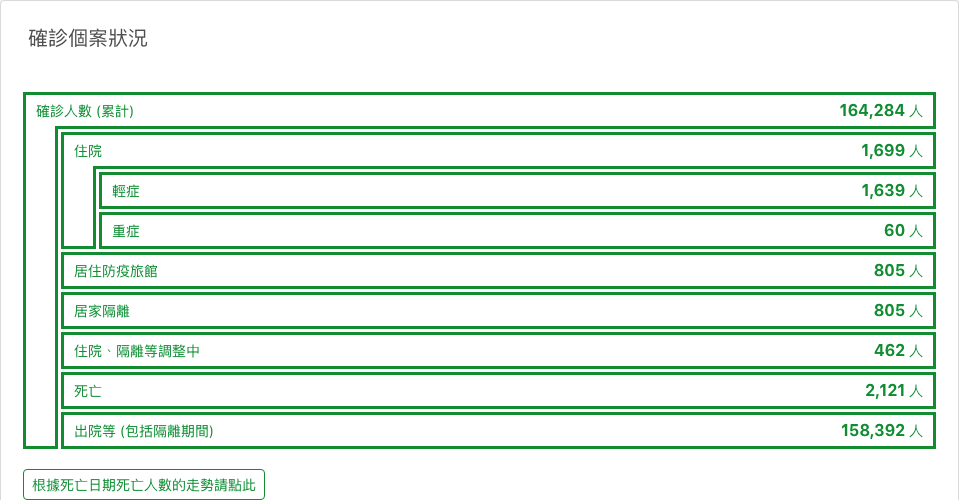 確診個案狀況
確診人數 (累計) 164,284 人
住院 1,699 人
輕症 1,639 人
重症 60 人
居住防疫旅館 805 人
居家隔離 805 人
住院、隔離等調整中 462 人
死亡 2,121 人
出院等 (包括隔離期間) 158,392 人
根據死亡日期死亡人數的走勢請點此